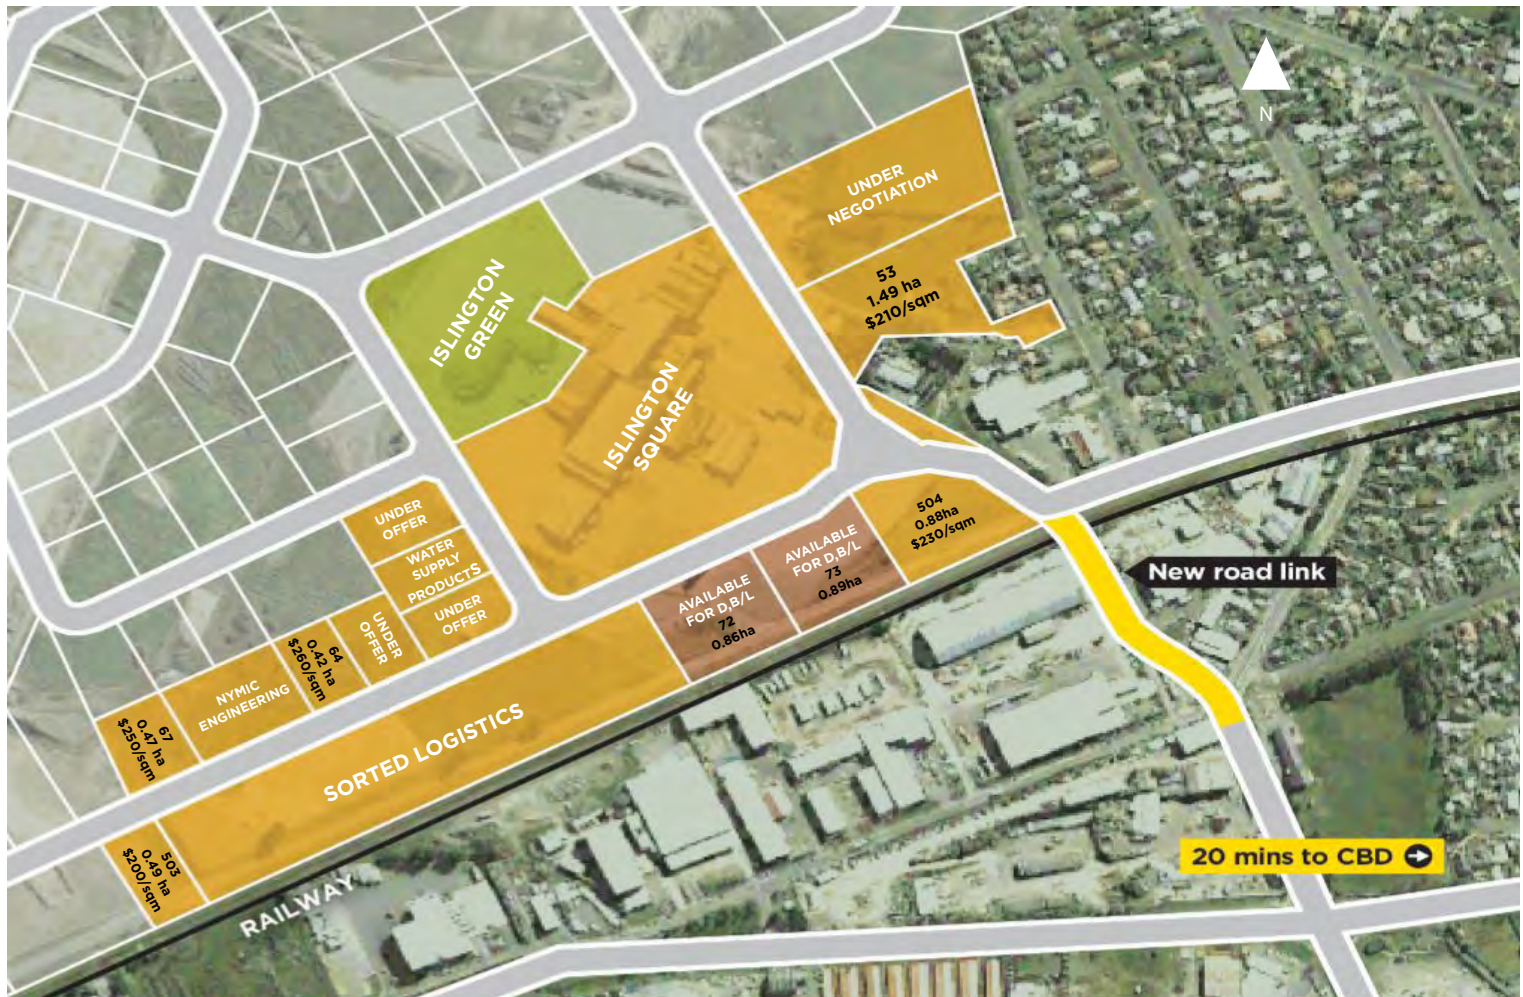 N
UNDER
NEGOTIATION
53
1.49 ha
$210/sqm
ISLINGTON
GREEN
ISLINGTON
SQUARE
UNDER
OFFER
WATER
SUPPLY
PRODUCTS
UNDER
OFFER
UNDER
OFFER
504
0.88ha
$230/sqm
AVAILABLE
FOR D,B/L
73
0.89ha
AVAILABLE
FOR D,B/L
72
0.86ha
New road link
64
0.42 ha
$260/sqm
NYMIC
ENGINEERING
67
0.47 ha
$250/sqm
SORTED LOGISTICS
503
0.49 ha
$200/sqm
RAILWAY
20 mins to CBD